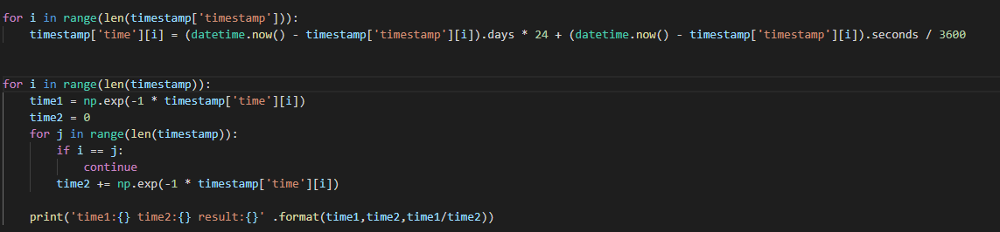 for i in range(len(timestamp['timestamp'])):
    timestamp['time'][i] = (datetime.now() - timestamp['timestamp'][i]).days * 24 + (datetime.now() - timestamp['timestamp'][i]).seconds / 3600
for i in range(len(timestamp)):
    time1 = np.exp(-1 * timestamp['time'][i])
    time2 = 0
    for j in range(len(timestamp)):
        if i == j:
            continue
        time2 += np.exp(-1 * timestamp['time'][i])
    print('time1:{} time2:{} result:{}' .format(time1,time2,time1/time2))